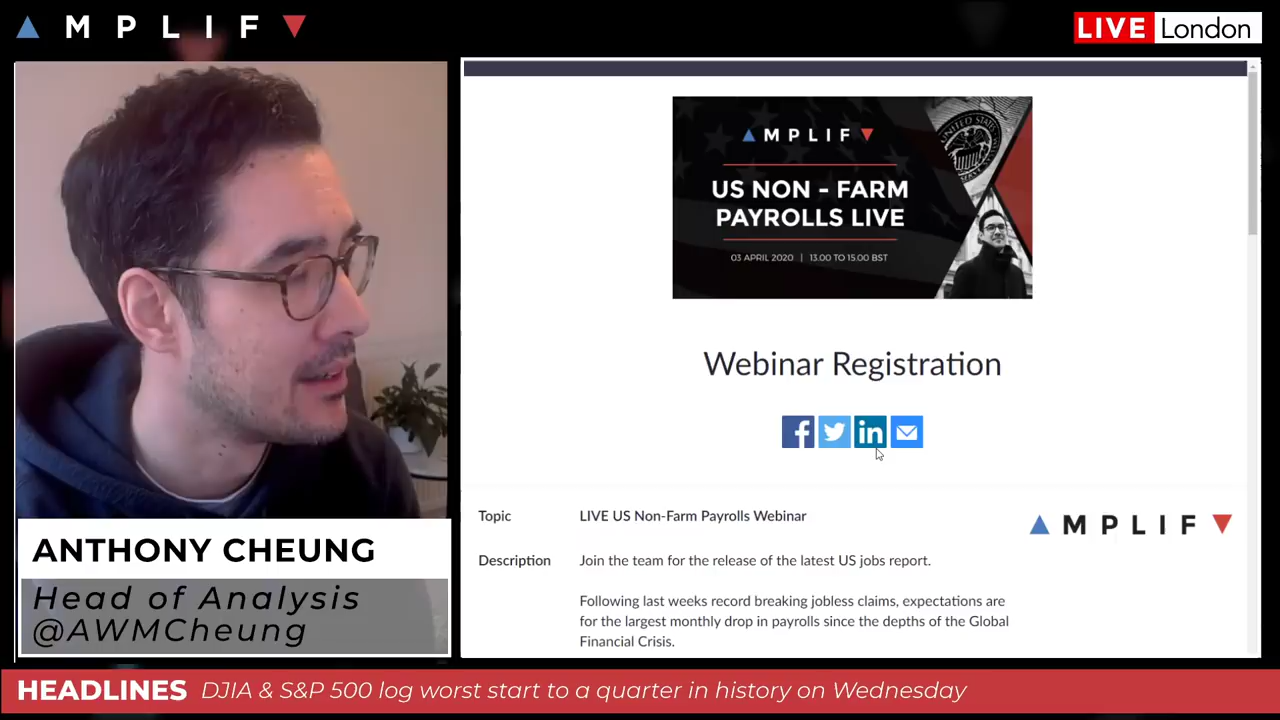 ▲ M P L I F ▼
LIVE London
▲ M P L I F ▼
US NON - FARM
PAYROLLS LIVE
03 APRIL 2020 | 13.00 TO 15.00 BST
Webinar Registration
Topic
LIVE US Non-Farm Payrolls Webinar
▲ M P L I F ▼
Description
Join the team for the release of the latest US jobs report.
Following last weeks record breaking jobless claims, expectations are
for the largest monthly drop in payrolls since the depths of the Global
Financial Crisis.
ANTHONY CHEUNG
Head of Analysis
@AWMCheung
HEADLINES DJIA & S&P 500 log worst start to a quarter in history on Wednesday